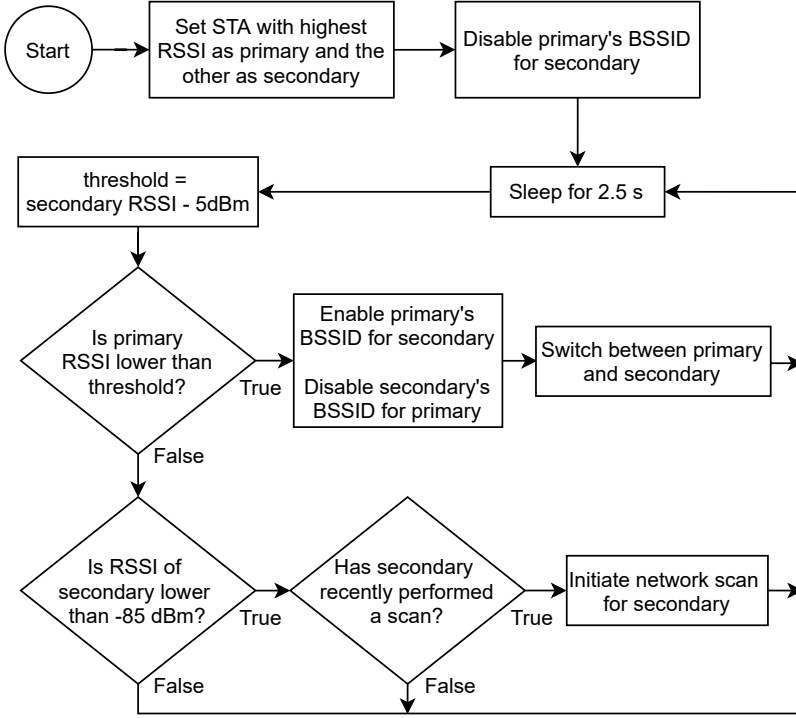 Start
Set STA with highest
RSSI as primary and the
other as secondary
Disable primary's BSSID
for secondary
threshold =
secondary RSSI - 5dBm
Sleep for 2.5 s
Is primary
RSSI lower than
threshold?
True
False
Enable primary's
BSSID for secondary
Disable secondary's
BSSID for primary
Switch between primary
and secondary
Is RSSI of
secondary lower
than -85 dBm?
True
False
Has secondary
recently performed
a scan?
True
False
Initiate network scan
for secondary